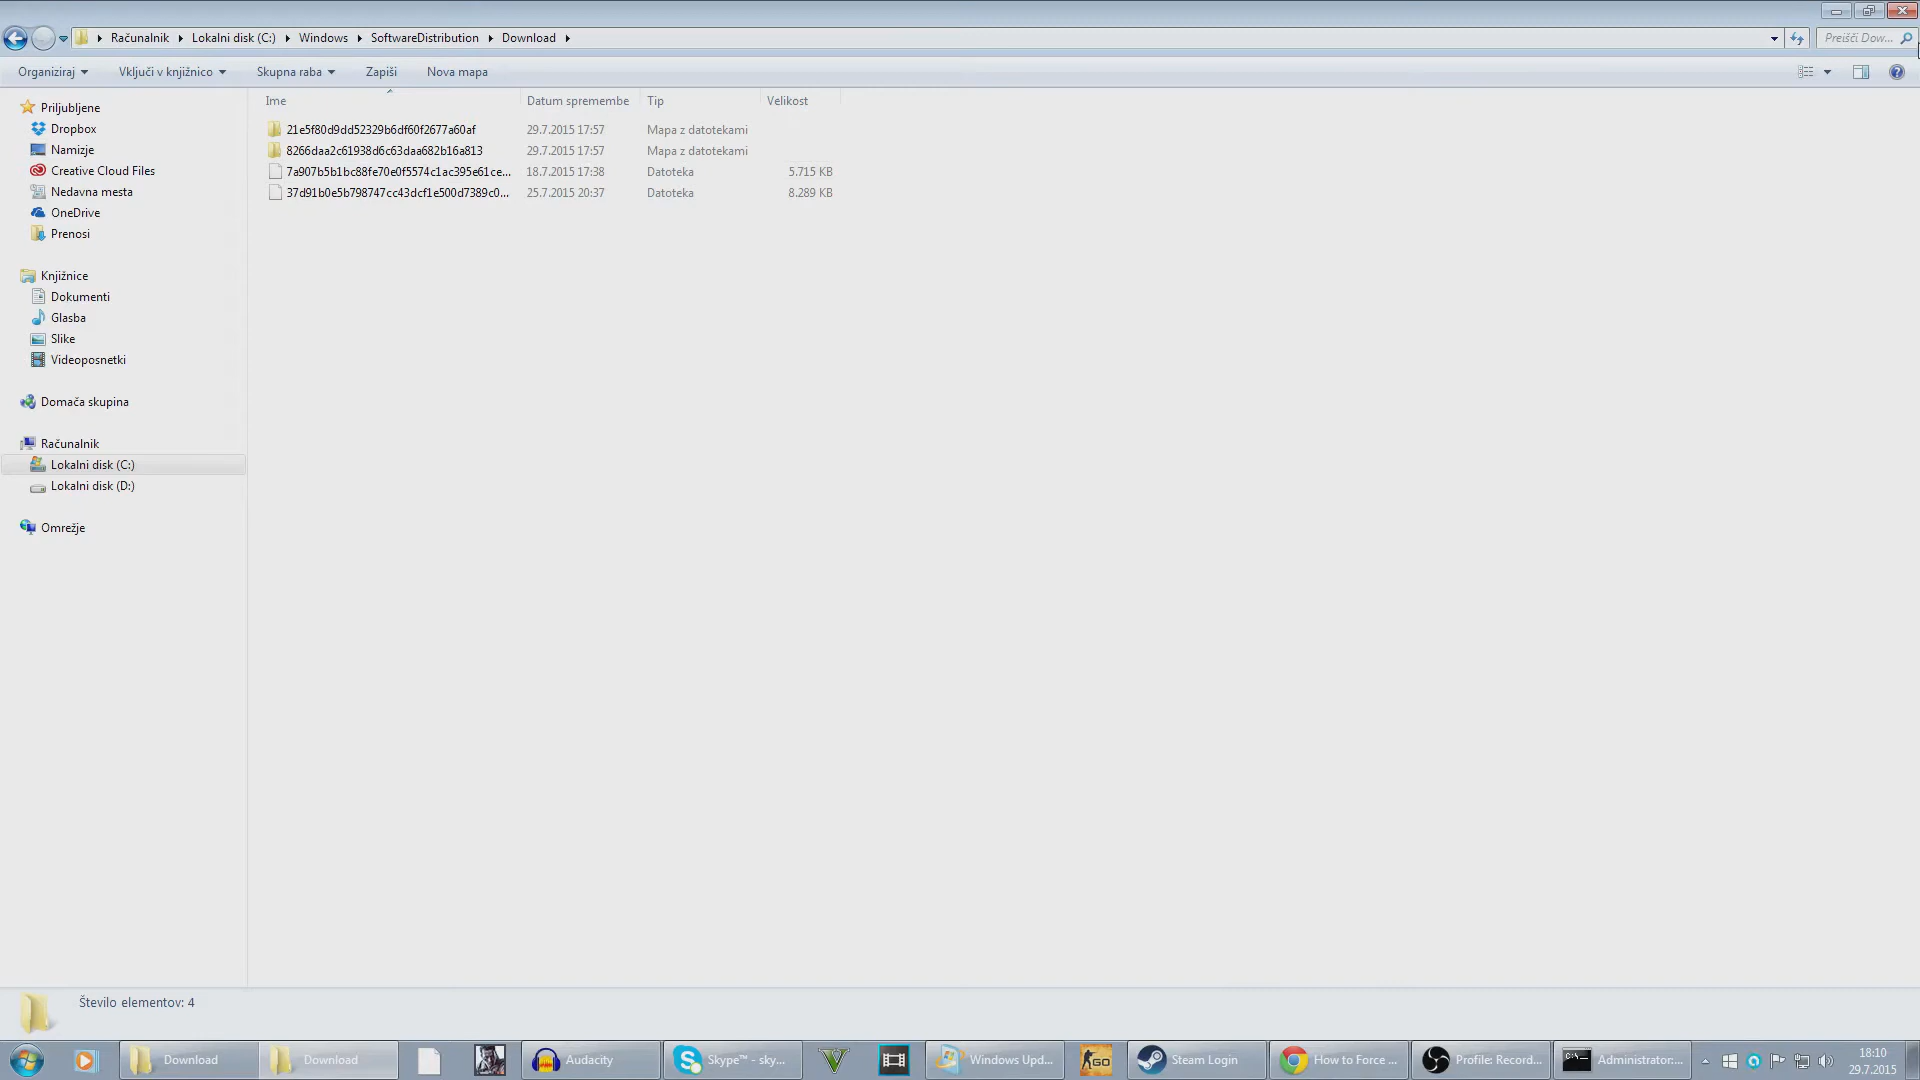 Računalnik Lokalni disk (C:) Windows SoftwareDistribution Download
Preišči Dow...
Organiziraj Vključi v knjižnico Skupna raba Zapiši Nova mapa
Ime Datum spremembe Tip Velikost
21e5f80d9dd52329b6df60f2677a60af 29.7.2015 17:57 Mapa z datotekami
8266daa2c61938d6c63daa682b16a813 29.7.2015 17:57 Mapa z datotekami
7a907b5b1bc88fe70e0f5574c1ac395e61ce... 18.7.2015 17:38 Datoteka 5.715 KB
37d91b0e5b798747cc43dcf1e500d7389c0... 25.7.2015 20:37 Datoteka 8.289 KB
Priljubljene
Dropbox
Namizje
Creative Cloud Files
Nedavna mesta
OneDrive
Prenosi
Knjižnice
Dokumenti
Glasba
Slike
Videoposnetki
Domača skupina
Računalnik
Lokalni disk (C:)
Lokalni disk (D:)
Omrežje
Število elementov: 4
Download Download Audacity Skype™ - sky... Windows Upd... GO Steam Login How to Force ... Profile: Record... C:\ Administrator:...
18:10
29.7.2015